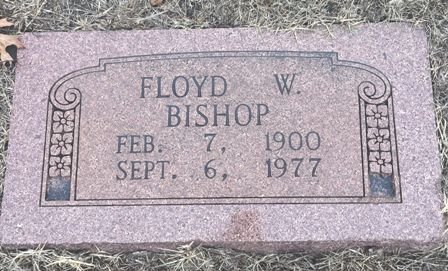 FLOYD W.
BISHOP
FEB. 7, 1900
SEPT. 6, 1977